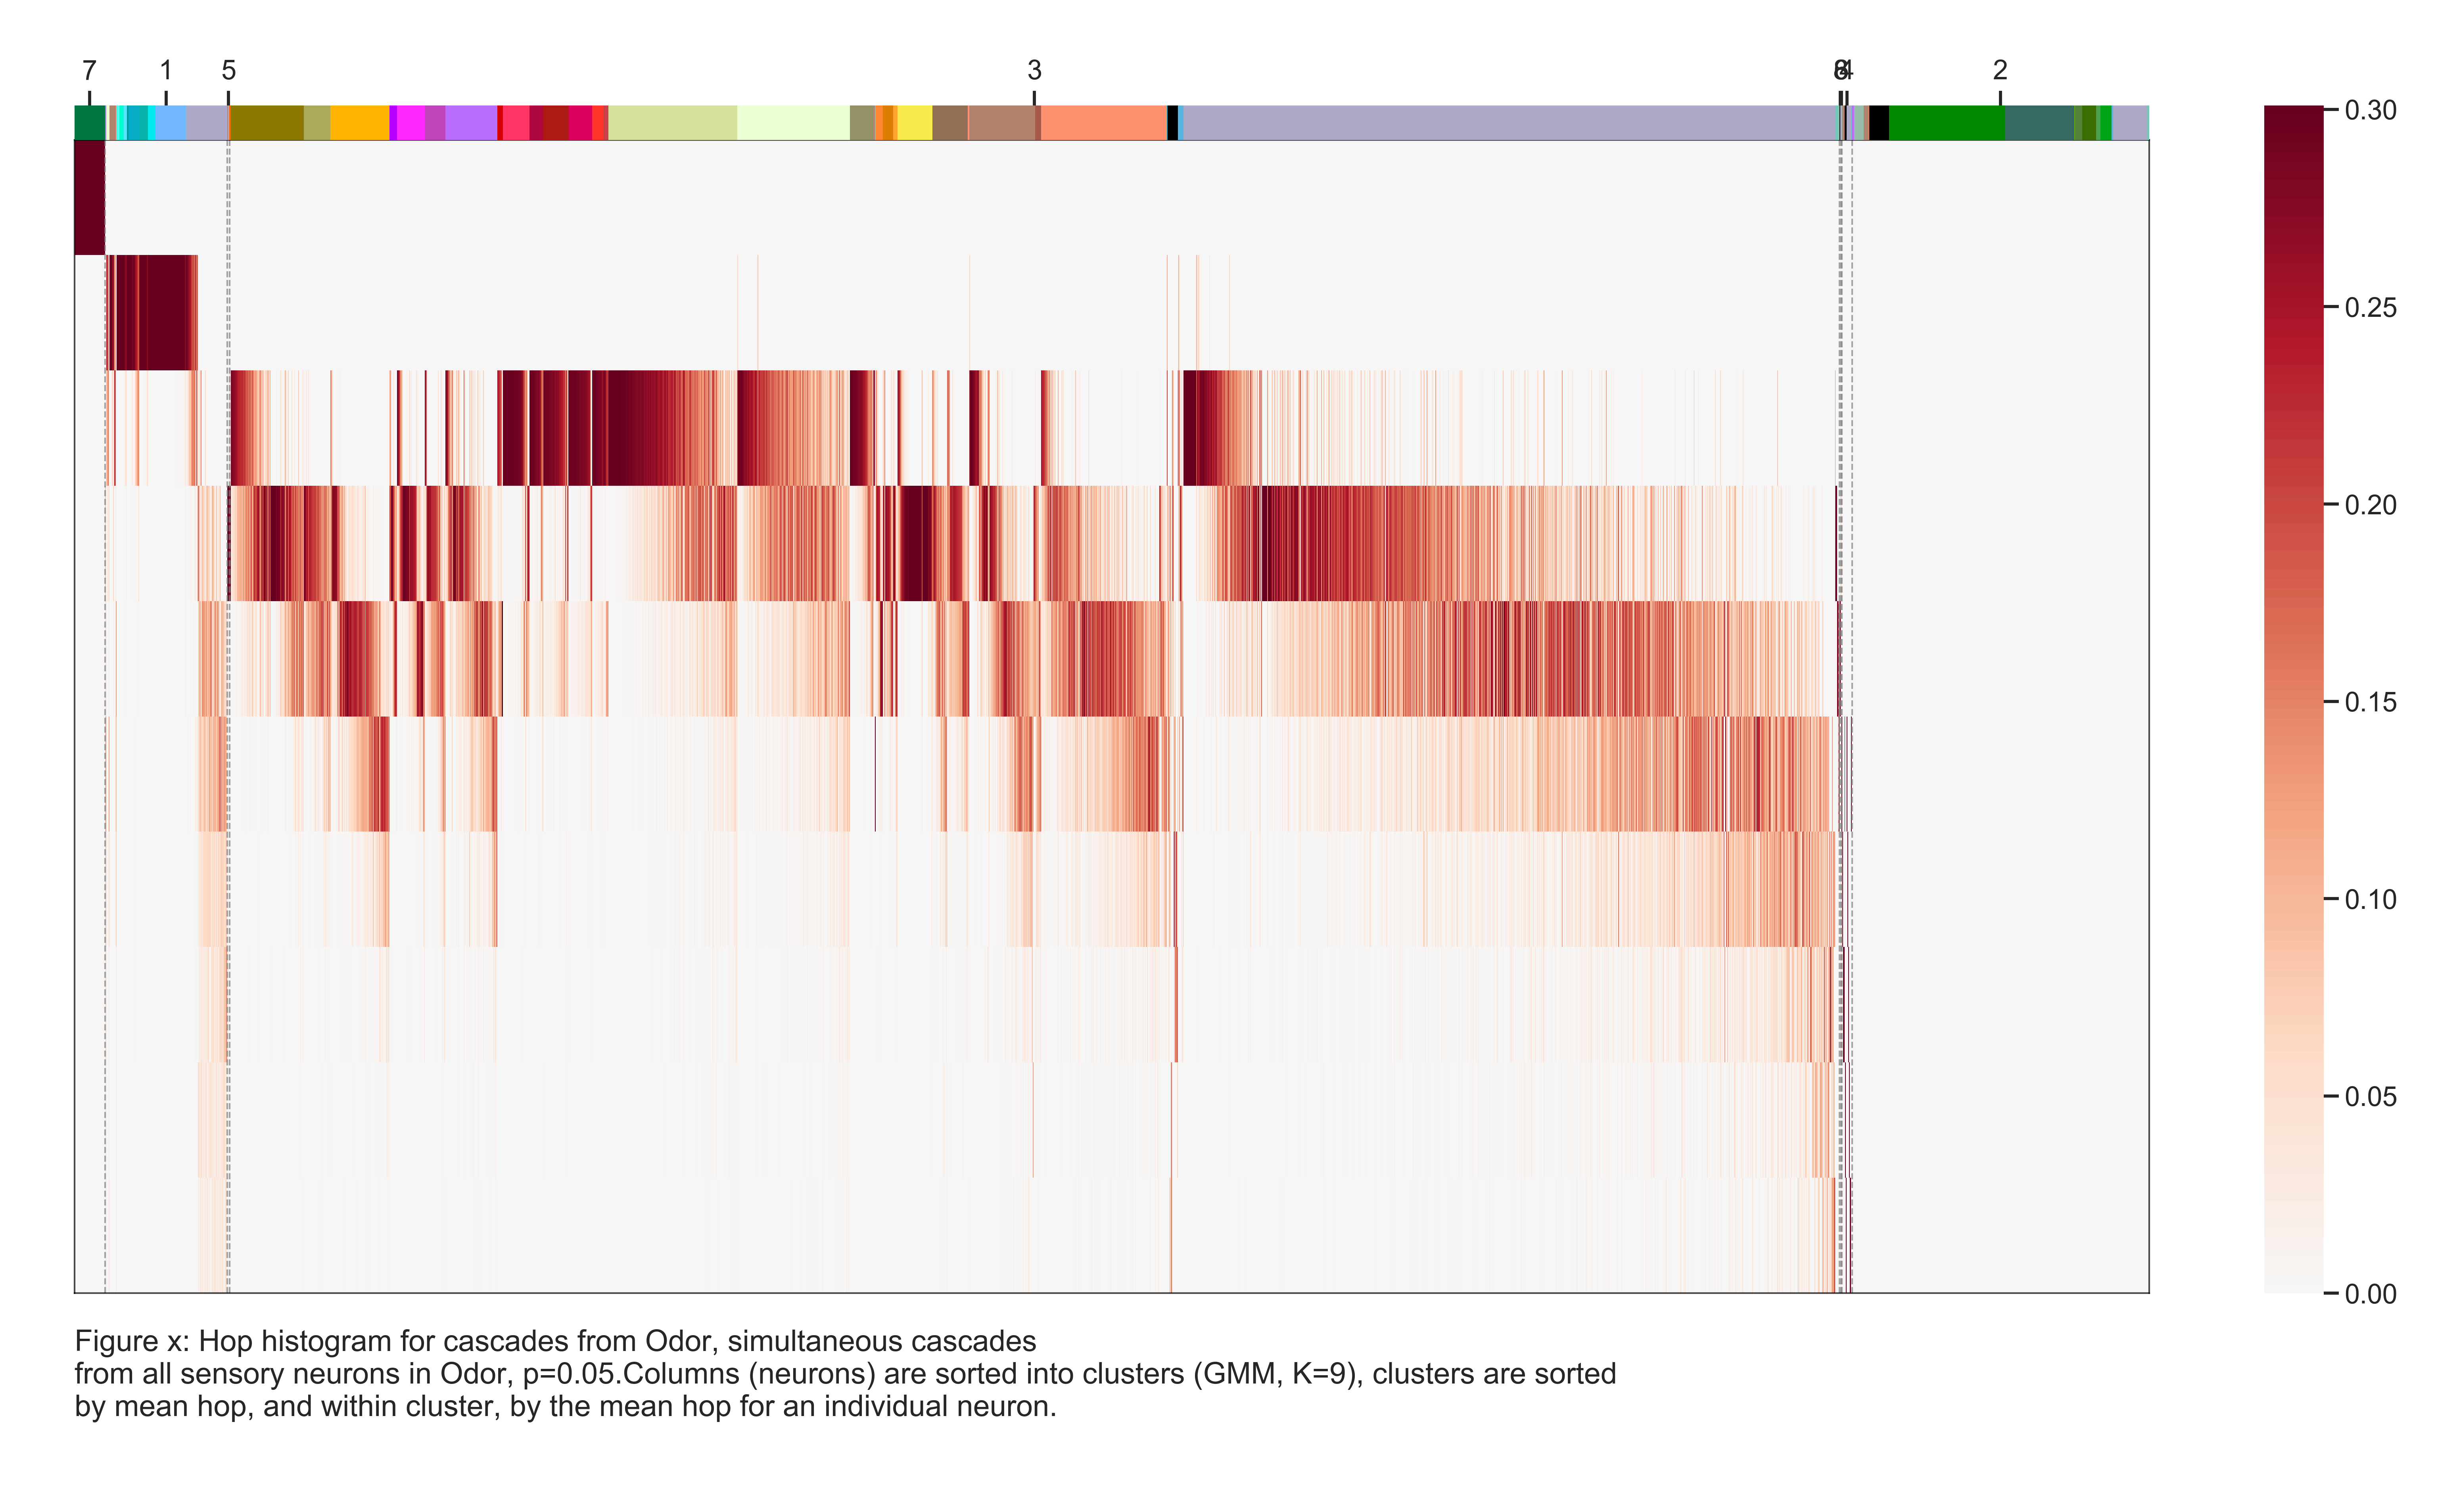 7 1 5 3 4 2
0.30
0.25
0.20
0.15
0.10
0.05
0.00
Figure x: Hop histogram for cascades from Odor, simultaneous cascades
from all sensory neurons in Odor, p=0.05.Columns (neurons) are sorted into clusters (GMM, K=9), clusters are sorted
by mean hop, and within cluster, by the mean hop for an individual neuron.